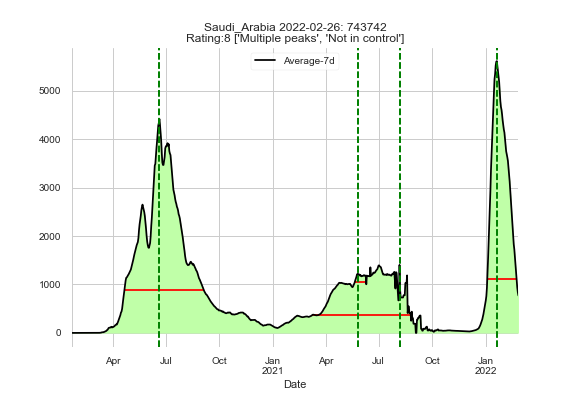 Saudi_Arabia 2022-02-26: 743742
Rating:8 ['Multiple peaks', 'Not in control']
Average-7d
5000
4000
3000
2000
1000
0
Apr
Jul
Oct
Jan
2021
Apr
Jul
Oct
Jan
2022
Date